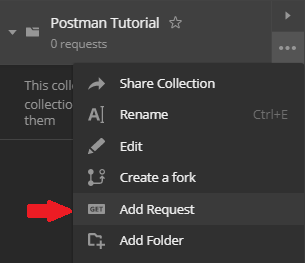 Postman Tutorial
0 requests
This
collection
them
Share Collection
Rename Ctrl+E
Edit
Create a fork
GET Add Request
Add Folder